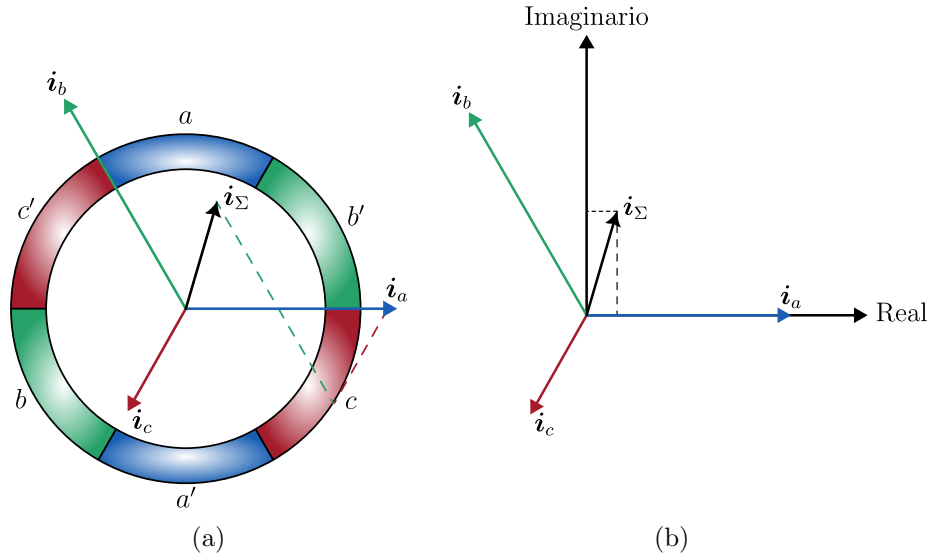 Imaginario
i_b
a
i_Σ
c′
b′
i_a
b
i_c
c
a′
(a)
i_b
i_Σ
i_a
Real
i_c
(b)